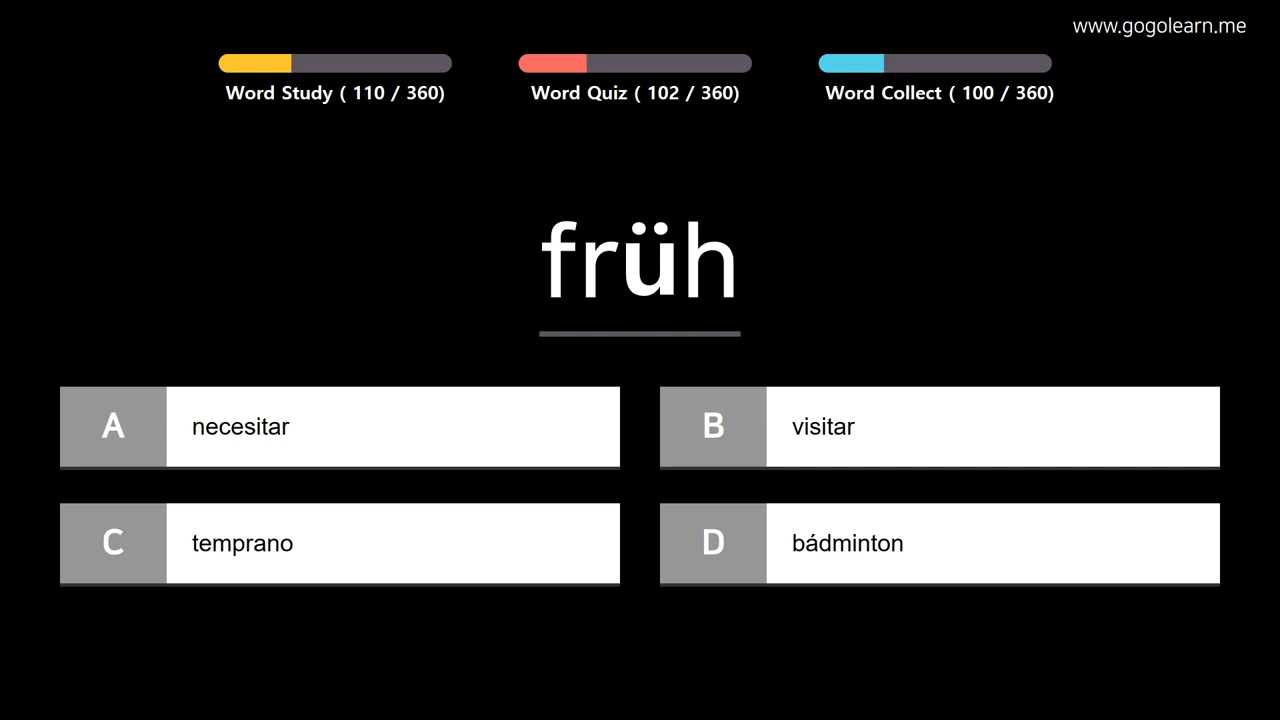 www.gogolearn.me
Word Study ( 110 / 360)
Word Quiz ( 102 / 360)
Word Collect ( 100 / 360)
früh
A necesitar
B visitar
C temprano
D bádminton